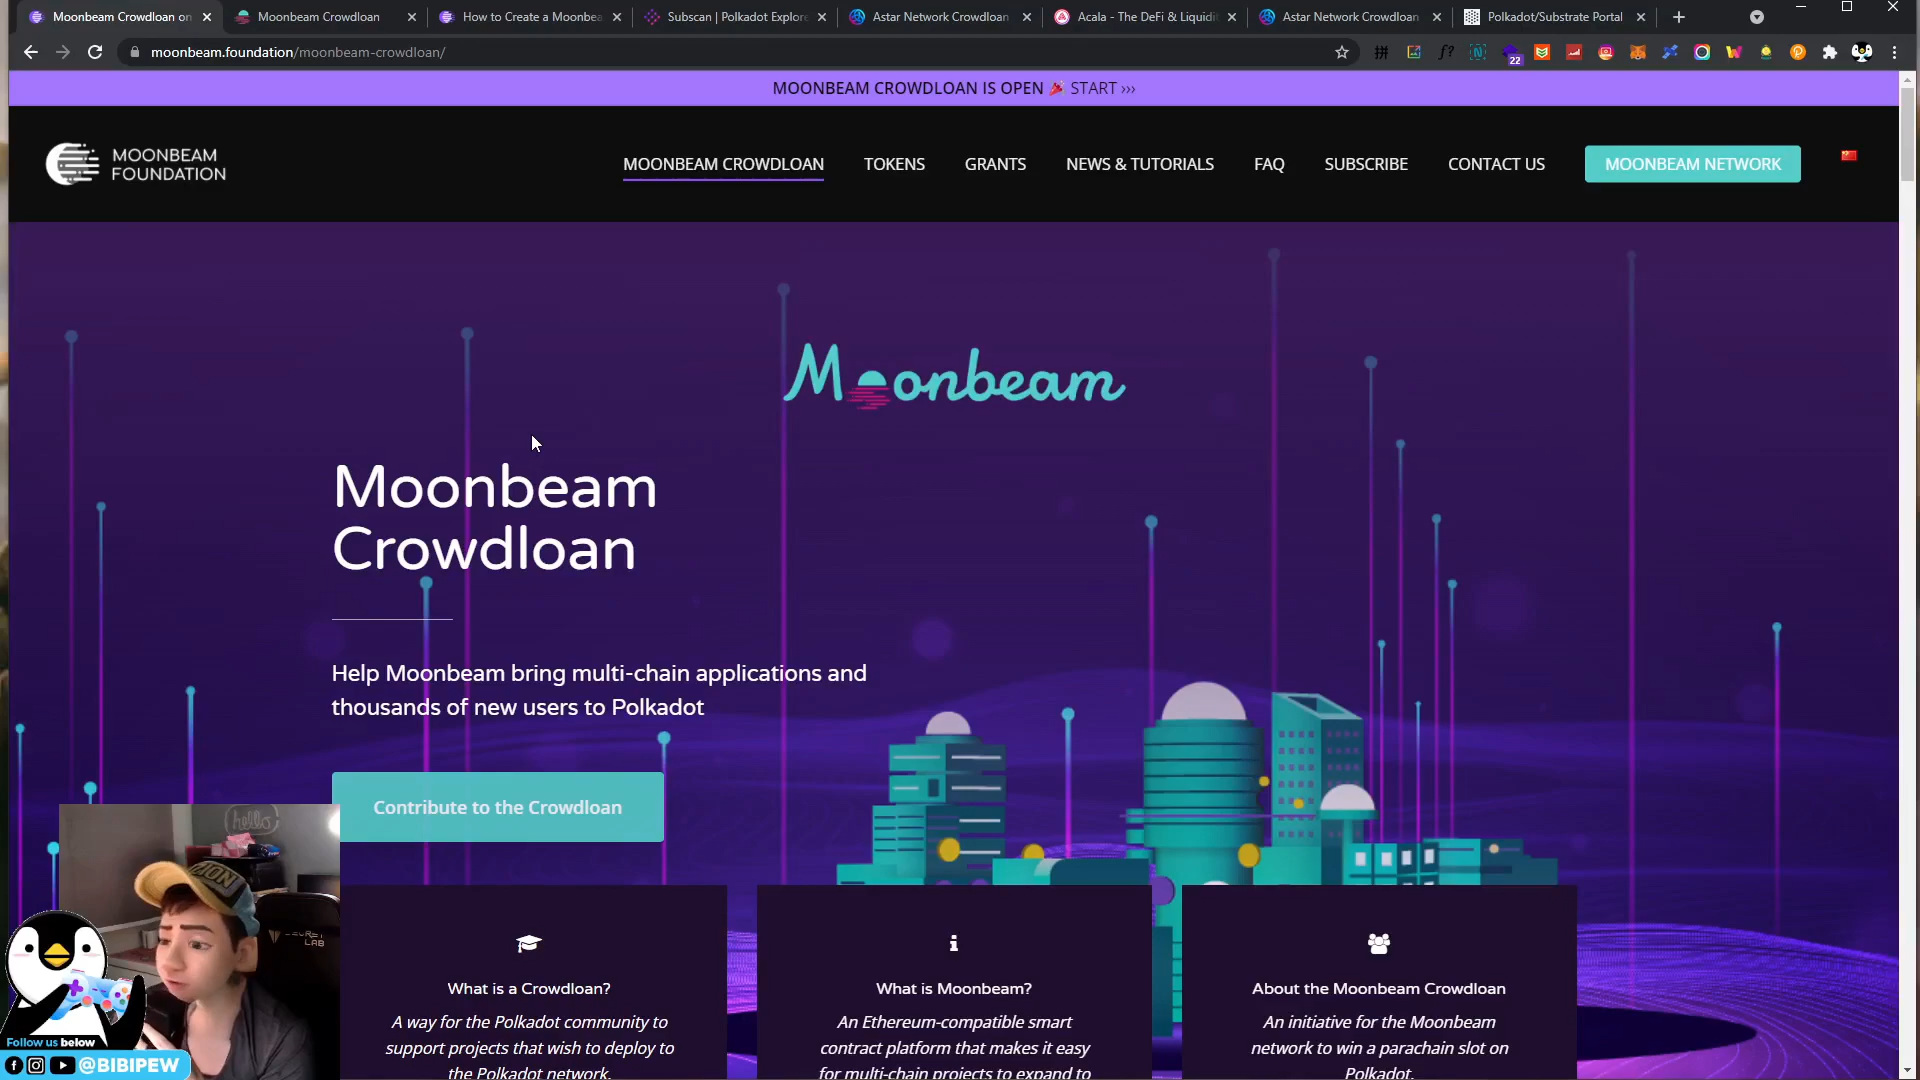 Moonbeam Crowdloan on
Moonbeam Crowdloan
How to Create a Moonbea
Subscan | Polkadot Explore
Astar Network Crowdloan
Acala - The DeFi & Liquidit
Astar Network Crowdloan
Polkadot/Substrate Portal
moonbeam.foundation/moonbeam-crowdloan/
22
MOONBEAM CROWDLOAN IS OPEN 🎉 START >>>
MOONBEAM
FOUNDATION
MOONBEAM CROWDLOAN
TOKENS
GRANTS
NEWS & TUTORIALS
FAQ
SUBSCRIBE
CONTACT US
MOONBEAM NETWORK
Moonbeam
Moonbeam
Crowdloan
Help Moonbeam bring multi-chain applications and
thousands of new users to Polkadot
Contribute to the Crowdloan
What is a Crowdloan?
A way for the Polkadot community to
support projects that wish to deploy to
the Polkadot network.
What is Moonbeam?
An Ethereum-compatible smart
contract platform that makes it easy
for multi-chain projects to expand to
About the Moonbeam Crowdloan
An initiative for the Moonbeam
network to win a parachain slot on
Polkadot.
hello
SECRET
LAB
Follow us below
@BIBIPEW